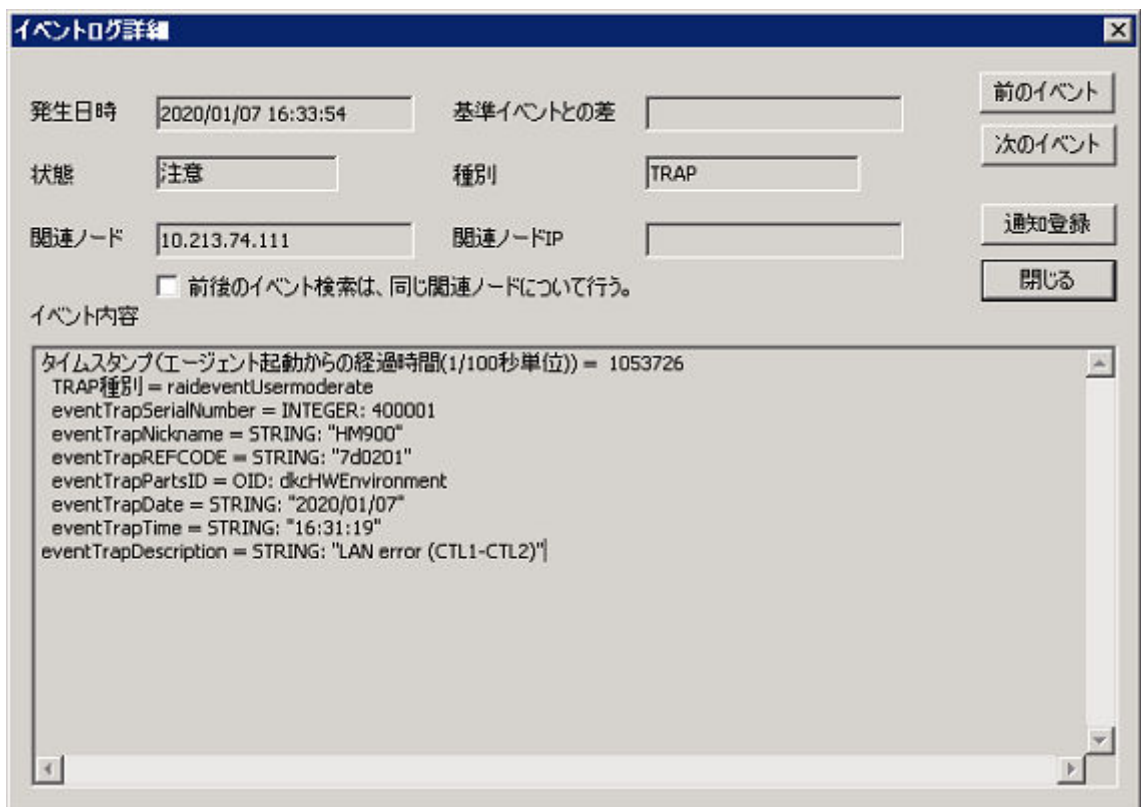 イベントログ詳細
発生日時 2020/01/07 16:33:54 基準イベントとの差 前のイベント
次のイベント
状態 注意 種別 TRAP
関連ノード 10.213.74.111 関連ノードIP 通知登録
前後のイベント検索は、同じ関連ノードについて行う。 閉じる
イベント内容
タイムスタンプ(エージェント起動からの経過時間(1/100秒単位)) = 1053726
TRAP種別 = raideventUsermoderate
eventTrapSerialNumber = INTEGER: 400001
eventTrapNickname = STRING: "HM900"
eventTrapREFCODE = STRING: "7d0201"
eventTrapPartsID = OID: dkcHWEnvironment
eventTrapDate = STRING: "2020/01/07"
eventTrapTime = STRING: "16:31:19"
eventTrapDescription = STRING: "LAN error (CTL1-CTL2)"